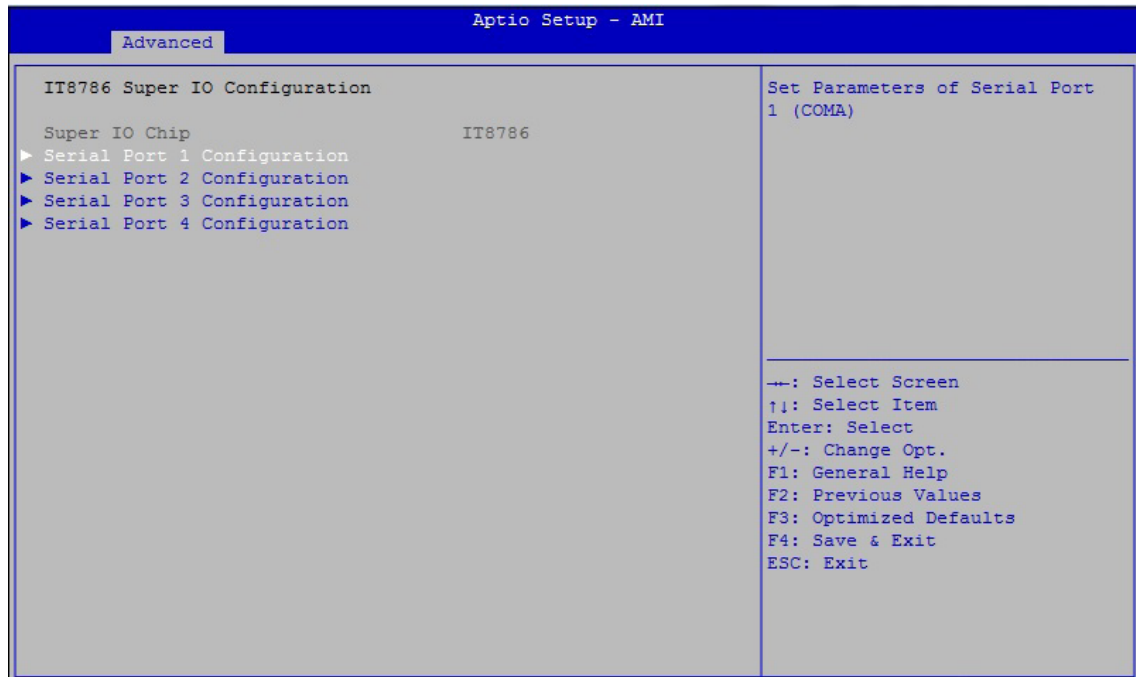 Aptio Setup - AMI
Advanced
IT8786 Super IO Configuration
Super IO Chip IT8786
▶ Serial Port 1 Configuration
▶ Serial Port 2 Configuration
▶ Serial Port 3 Configuration
▶ Serial Port 4 Configuration
Set Parameters of Serial Port
1 (COMA)
→←: Select Screen
↑↓: Select Item
Enter: Select
+/-: Change Opt.
F1: General Help
F2: Previous Values
F3: Optimized Defaults
F4: Save & Exit
ESC: Exit